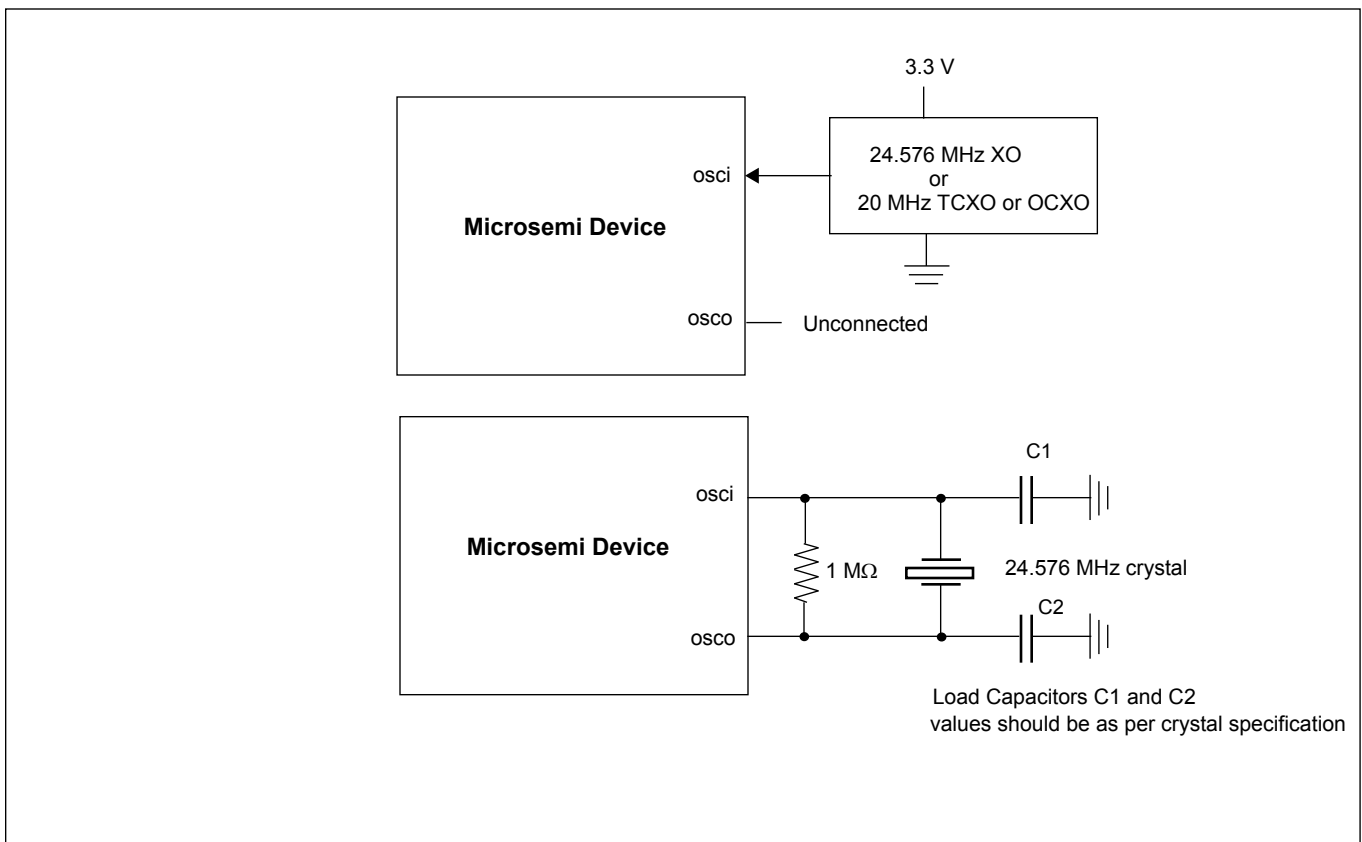 3.3 V
24.576 MHz XO
or
20 MHz TCXO or OCXO
osci
Microsemi Device
osco
Unconnected
C1
osci
Microsemi Device
1 MΩ
24.576 MHz crystal
C2
osco
Load Capacitors C1 and C2
values should be as per crystal specification